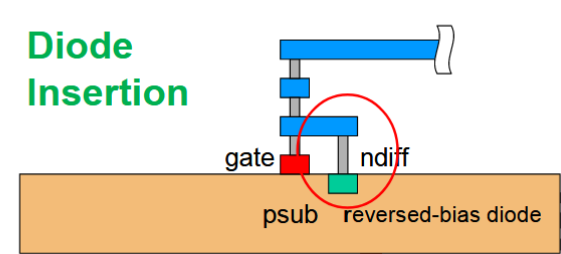 Diode
Insertion
gate
ndiff
psub
reversed-bias diode